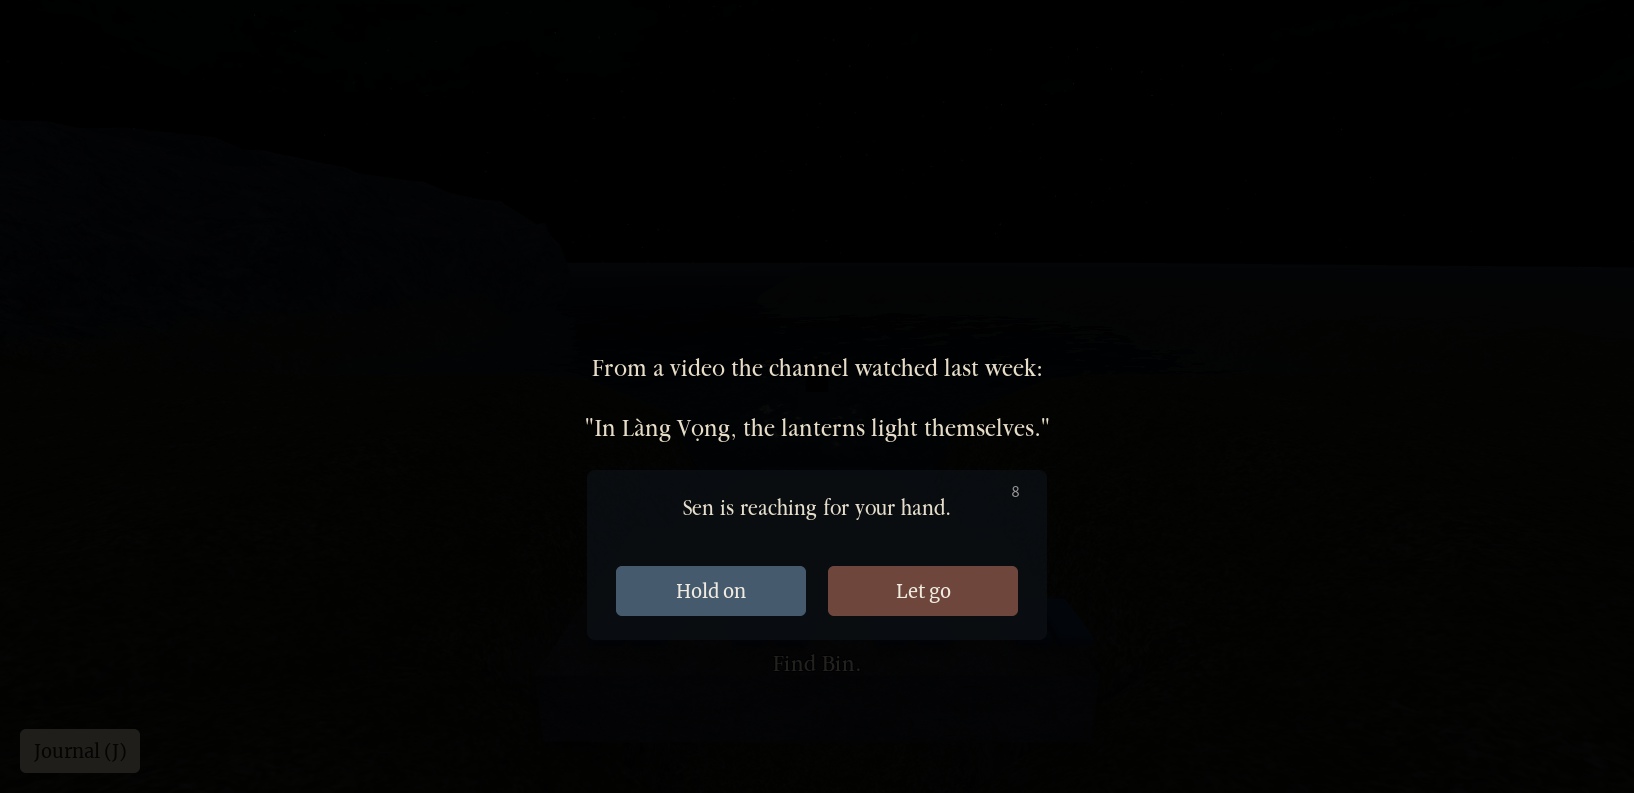 From a video the channel watched last week:
"In Làng Vọng, the lanterns light themselves."
8
Sen is reaching for your hand.
Hold on
Let go
Find Bin.
Journal (J)